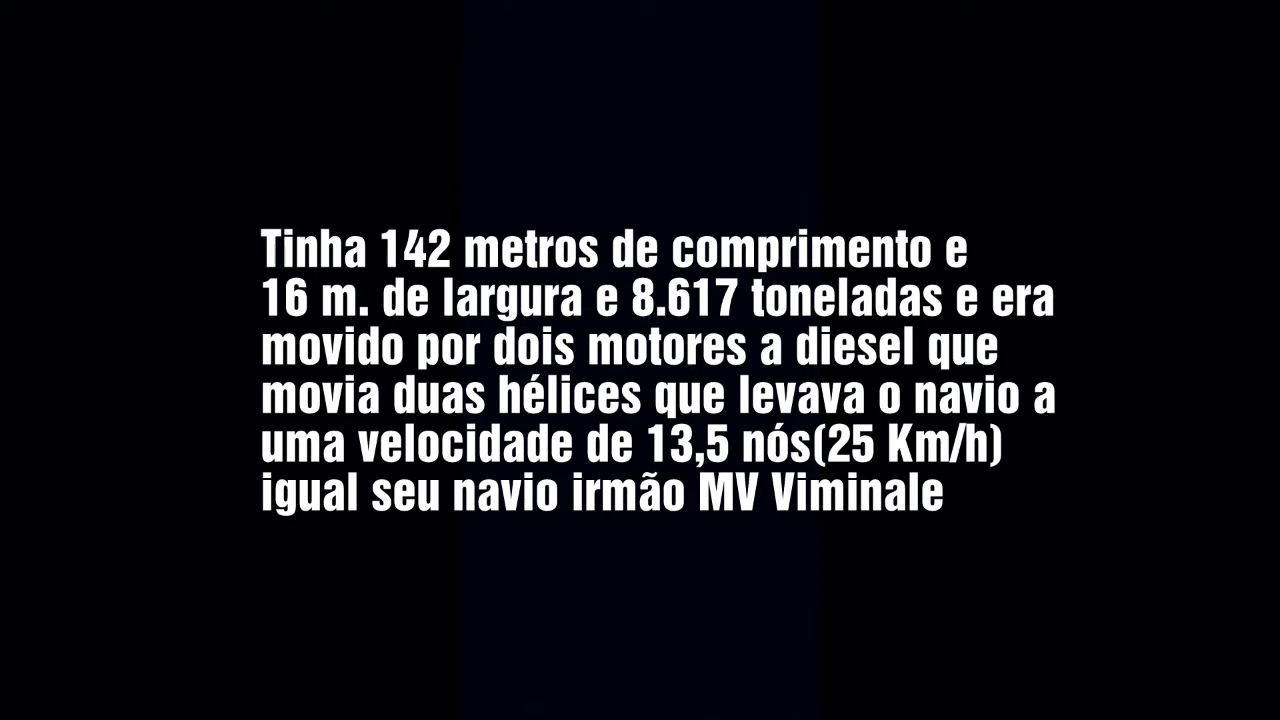 Tinha 142 metros de comprimento e
16 m. de largura e 8.617 toneladas e era
movido por dois motores a diesel que
movia duas hélices que levava o navio a
uma velocidade de 13,5 nós(25 Km/h)
igual seu navio irmão MV Viminale